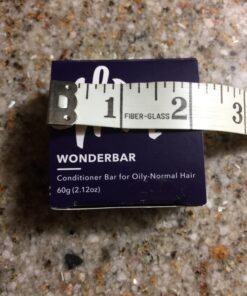 1 2 3
FIBER-GLASS
WONDERBAR
Conditioner Bar for Oily-Normal Hair
60g (2.12oz)